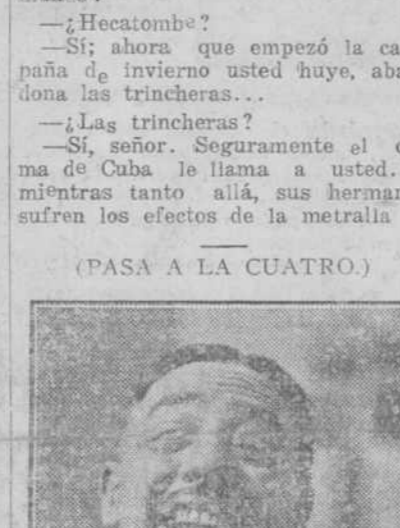 —¿Hecatombe?
—Sí; ahora que empezó la ca
paña de invierno usted huye, aba
dona las trincheras...
—¿Las trincheras?
—Sí, señor. Seguramente el c
ma de Cuba le llama a usted.
mientras tanto allá, sus herman
sufren los efectos de la metralla
(PASA A LA CUATRO.)